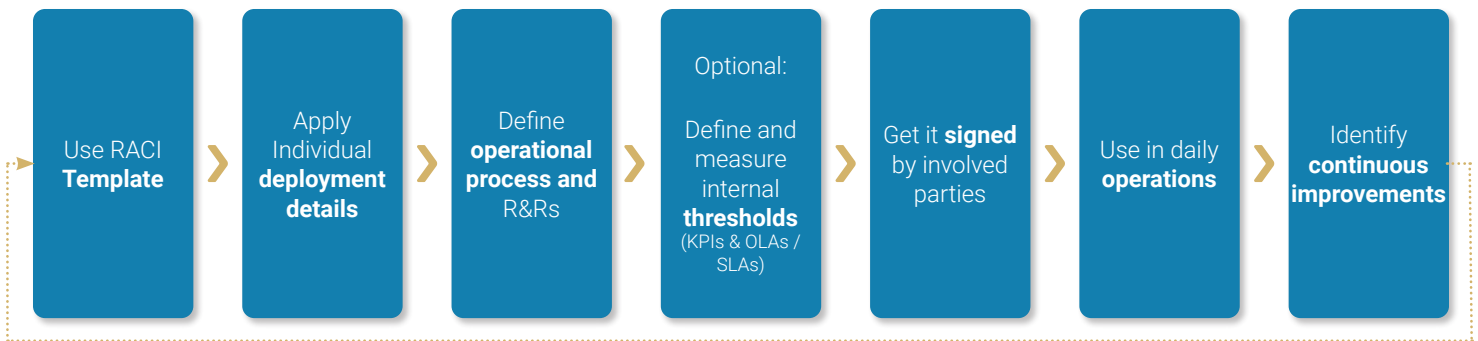 Use RACI
Template
Apply
Individual
deployment
details
Define
operational
process and
R&Rs
Optional:
Define and
measure
internal
thresholds
(KPIs & OLAs /
SLAs)
Get it signed
by involved
parties
Use in daily
operations
Identify
continuous
improvements